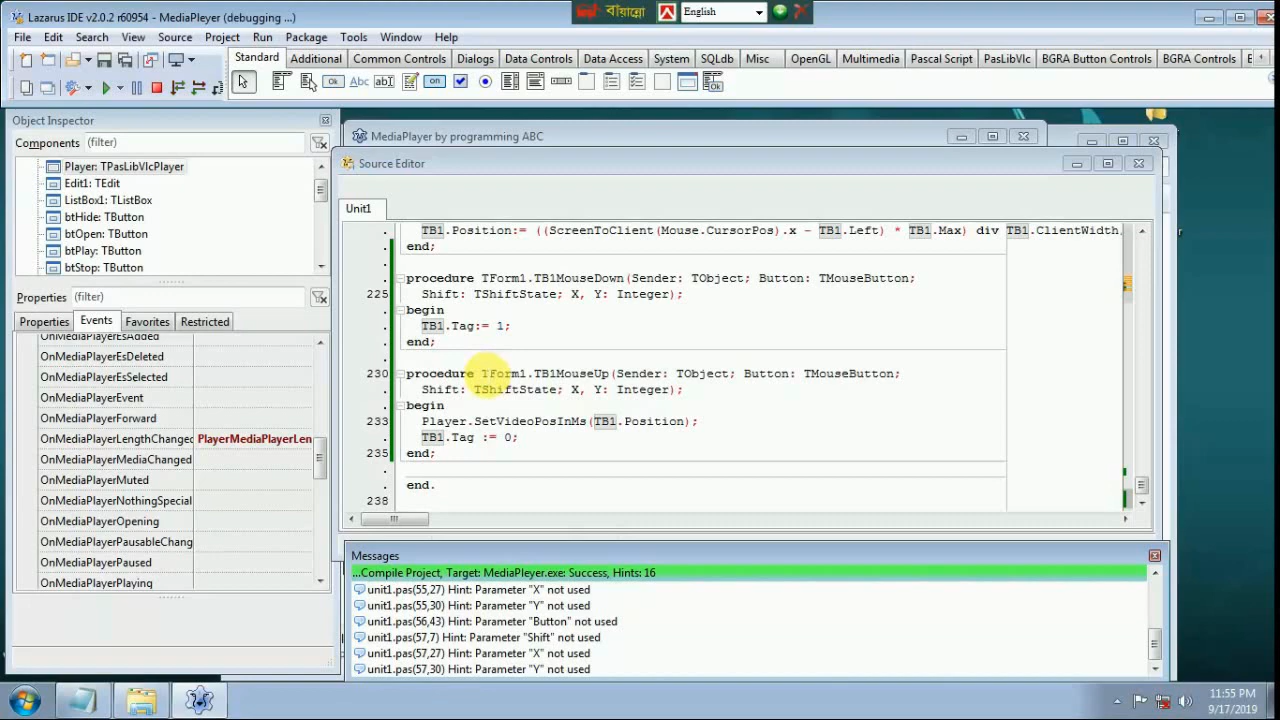 Lazarus IDE v2.0.2 r60954 - MediaPleyer (debugging ...)
বাঁয়ান্নো
English
File Edit Search View Source Project Run Package Tools Window Help
Standard Additional Common Controls Dialogs Data Controls Data Access System SQLdb Misc OpenGL Multimedia Pascal Script PasLibVlc BGRA Button Controls BGRA Controls
Ok Abc ab on Ok
Object Inspector
Components (filter)
Player: TPasLibVlcPlayer
Edit1: TEdit
ListBox1: TListBox
btHide: TButton
btOpen: TButton
btPlay: TButton
btStop: TButton
Properties (filter)
Properties Events Favorites Restricted
OnMediaPlayerEsAdded
OnMediaPlayerEsDeleted
OnMediaPlayerEsSelected
OnMediaPlayerEvent
OnMediaPlayerForward
OnMediaPlayerLengthChanged PlayerMediaPlayerLen
OnMediaPlayerMediaChanged
OnMediaPlayerMuted
OnMediaPlayerNothingSpecial
OnMediaPlayerOpening
OnMediaPlayerPausableChang
OnMediaPlayerPaused
OnMediaPlayerPlaying
MediaPlayer by programming ABC
Source Editor
Unit1
. TB1.Position:= ((ScreenToClient(Mouse.CursorPos).x - TB1.Left) * TB1.Max) div TB1.ClientWidth,
. end;
.
. procedure TForm1.TB1MouseDown(Sender: TObject; Button: TMouseButton;
225 Shift: TShiftState; X, Y: Integer);
. begin
. TB1.Tag:= 1;
. end;
.
230 procedure TForm1.TB1MouseUp(Sender: TObject; Button: TMouseButton;
. Shift: TShiftState; X, Y: Integer);
. begin
233 Player.SetVideoPosInMs(TB1.Position);
. TB1.Tag := 0;
235 end;
.
. end.
238
Messages
...Compile Project, Target: MediaPleyer.exe: Success, Hints: 16
unit1.pas(55,27) Hint: Parameter "X" not used
unit1.pas(55,30) Hint: Parameter "Y" not used
unit1.pas(56,43) Hint: Parameter "Button" not used
unit1.pas(57,7) Hint: Parameter "Shift" not used
unit1.pas(57,27) Hint: Parameter "X" not used
unit1.pas(57,30) Hint: Parameter "Y" not used
11:55 PM
9/17/2019